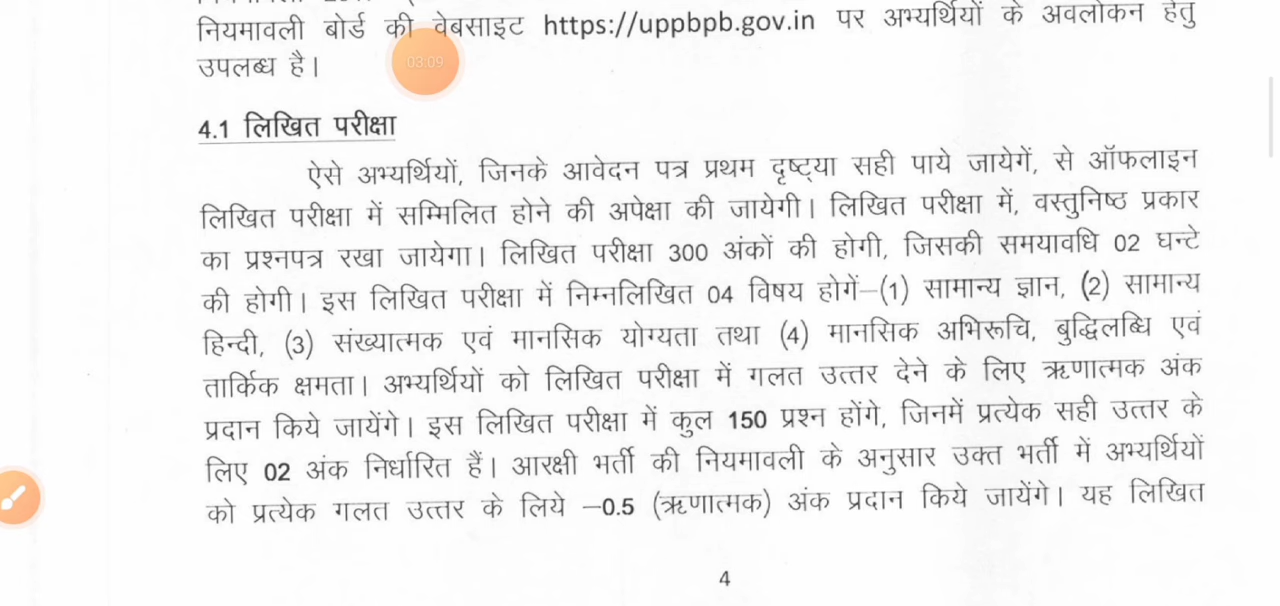 नियमावली बोर्ड की वेबसाइट https://uppbpb.gov.in पर अभ्यर्थियों के अवलोकन हेतु
उपलब्ध है।
03:09
4.1 लिखित परीक्षा
ऐसे अभ्यर्थियों, जिनके आवेदन पत्र प्रथम दृष्ट्या सही पाये जायेगें, से ऑफलाइन
लिखित परीक्षा में सम्मिलित होने की अपेक्षा की जायेगी। लिखित परीक्षा में, वस्तुनिष्ठ प्रकार
का प्रश्नपत्र रखा जायेगा। लिखित परीक्षा 300 अंकों की होगी, जिसकी समयावधि 02 घन्टे
की होगी। इस लिखित परीक्षा में निम्नलिखित 04 विषय होगें–(1) सामान्य ज्ञान, (2) सामान्य
हिन्दी, (3) संख्यात्मक एवं मानसिक योग्यता तथा (4) मानसिक अभिरूचि, बुद्धिलब्धि एवं
तार्किक क्षमता। अभ्यर्थियों को लिखित परीक्षा में गलत उत्तर देने के लिए ऋणात्मक अंक
प्रदान किये जायेंगे। इस लिखित परीक्षा में कुल 150 प्रश्न होंगे, जिनमें प्रत्येक सही उत्तर के
लिए 02 अंक निर्धारित हैं। आरक्षी भर्ती की नियमावली के अनुसार उक्त भर्ती में अभ्यर्थियों
को प्रत्येक गलत उत्तर के लिये –0.5 (ऋणात्मक) अंक प्रदान किये जायेंगे। यह लिखित
4